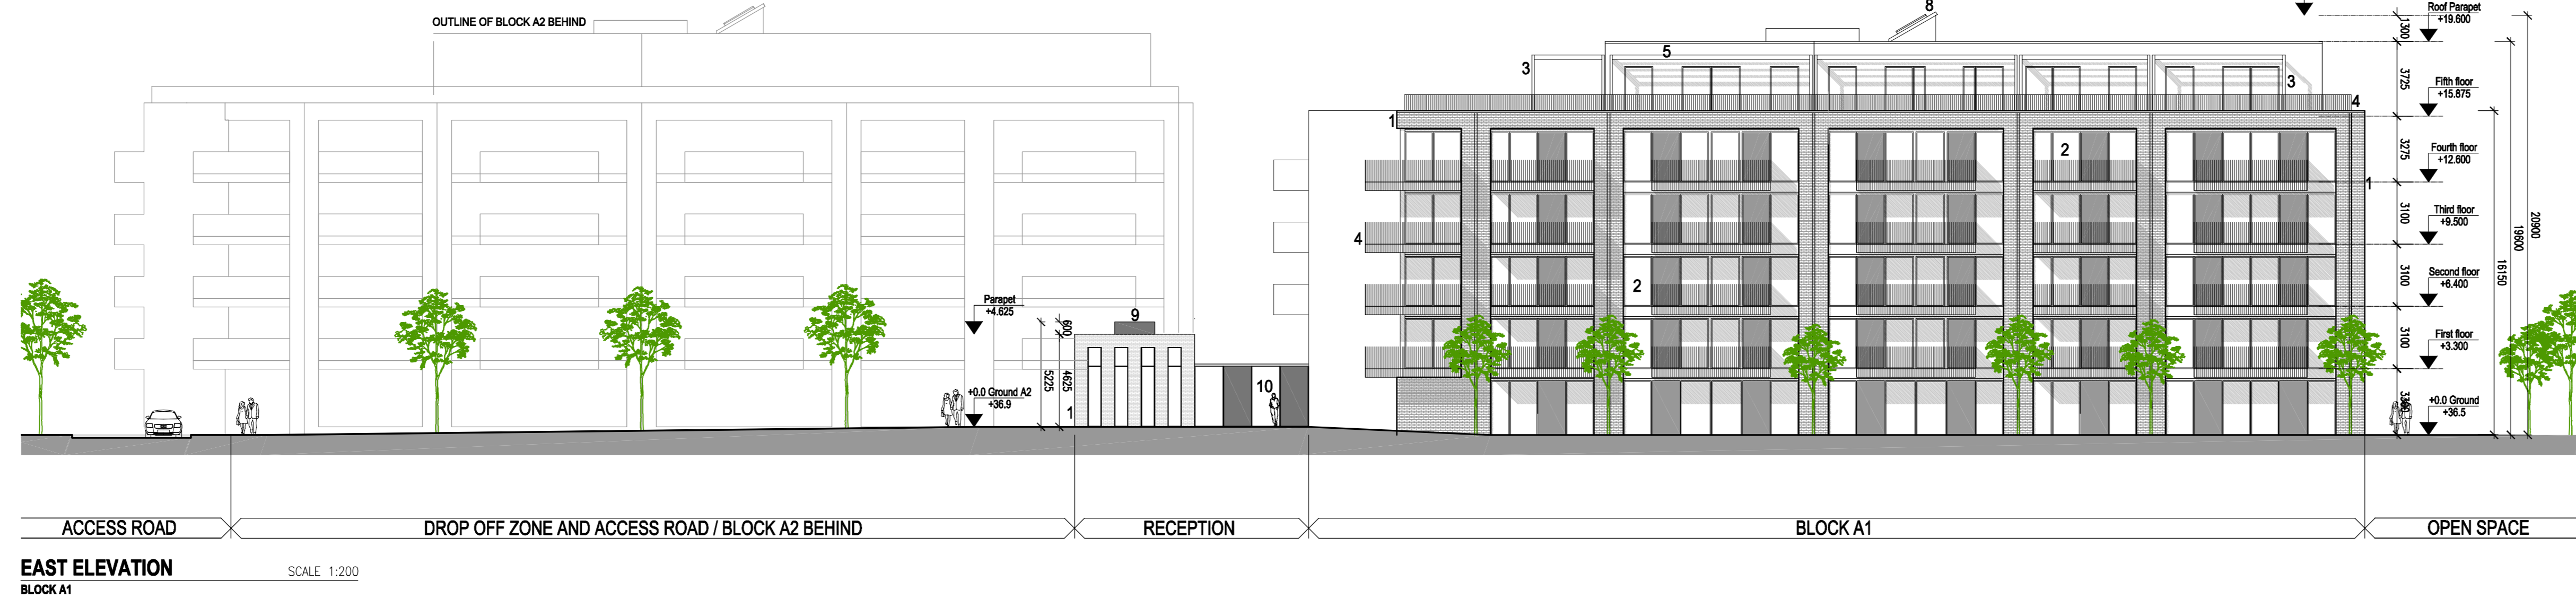 OUTLINE OF BLOCK A2 BEHIND
8
Roof Parapet
+19.600
1300
5
3
3
Fifth floor
+15.875
3725
4
1
Fourth floor
+12.600
3275
2
1
Third floor
+9.500
3100
20900
19600
16150
4
Second floor
+6.400
3100
2
Parapet
+4.625
9
600
First floor
+3.300
3100
5225
4625
+0.0 Ground A2
+36.9
10
1
3300
+0.0 Ground
+36.5
ACCESS ROAD
DROP OFF ZONE AND ACCESS ROAD / BLOCK A2 BEHIND
RECEPTION
BLOCK A1
OPEN SPACE
EAST ELEVATION
SCALE 1:200
BLOCK A1